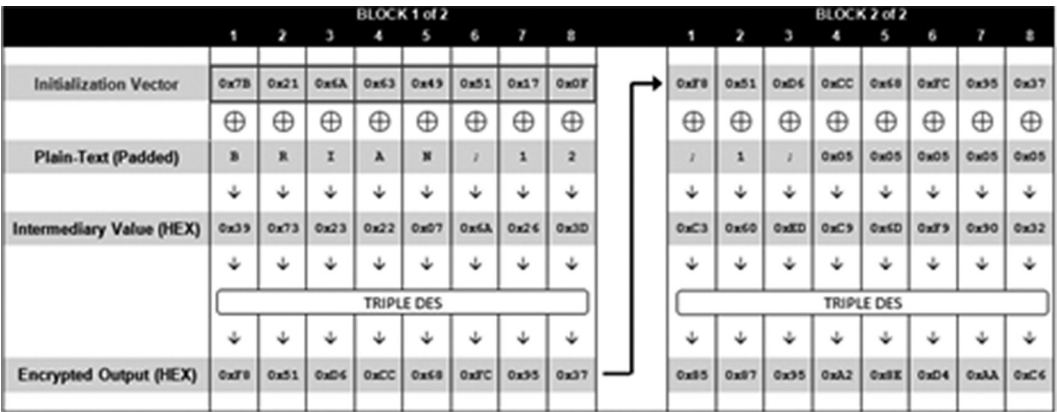 BLOCK 1 of 2 BLOCK 2 of 2
1 2 3 4 5 6 7 8 1 2 3 4 5 6 7 8
Initialization Vector 0x7B 0x21 0x6A 0x63 0x49 0x51 0x17 0x0F 0xF8 0x51 0xD6 0xCC 0x68 0xFC 0x95 0x37
⊕ ⊕ ⊕ ⊕ ⊕ ⊕ ⊕ ⊕ ⊕ ⊕ ⊕ ⊕ ⊕ ⊕ ⊕ ⊕
Plain-Text (Padded) B R I A N ; 1 2 ; 1 ; 0x05 0x05 0x05 0x05 0x05
Intermediary Value (HEX) 0x39 0x73 0x23 0x22 0x07 0x6A 0x26 0x3D 0xC3 0x60 0xED 0xC9 0x6D 0xF9 0x90 0x32
TRIPLE DES TRIPLE DES
Encrypted Output (HEX) 0xF8 0x51 0xD6 0xCC 0x68 0xFC 0x95 0x37 0x85 0x87 0x95 0xA2 0x8E 0xD4 0xAA 0xC6